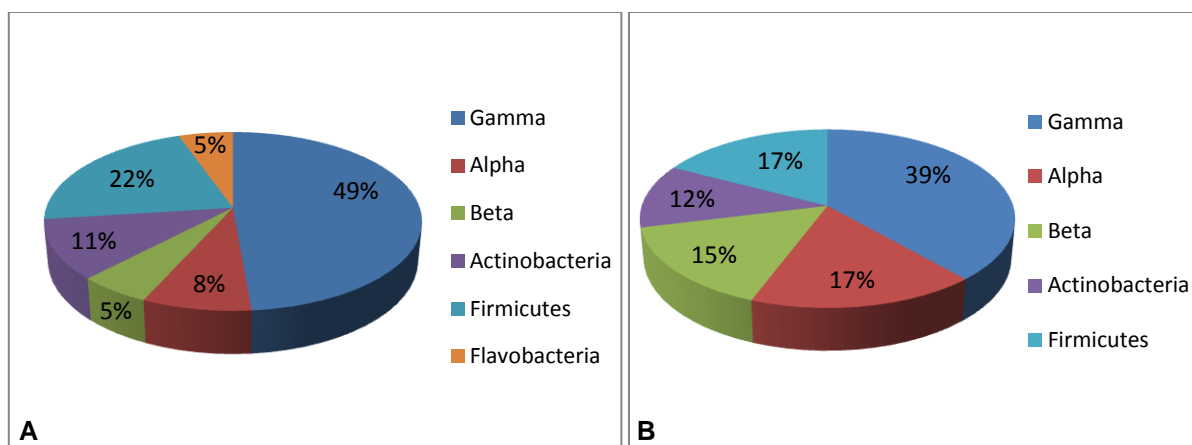 5%
22%
49%
11%
8%
5%
Gamma
Alpha
Beta
Actinobacteria
Firmicutes
Flavobacteria
A
17%
39%
12%
15%
17%
Gamma
Alpha
Beta
Actinobacteria
Firmicutes
B